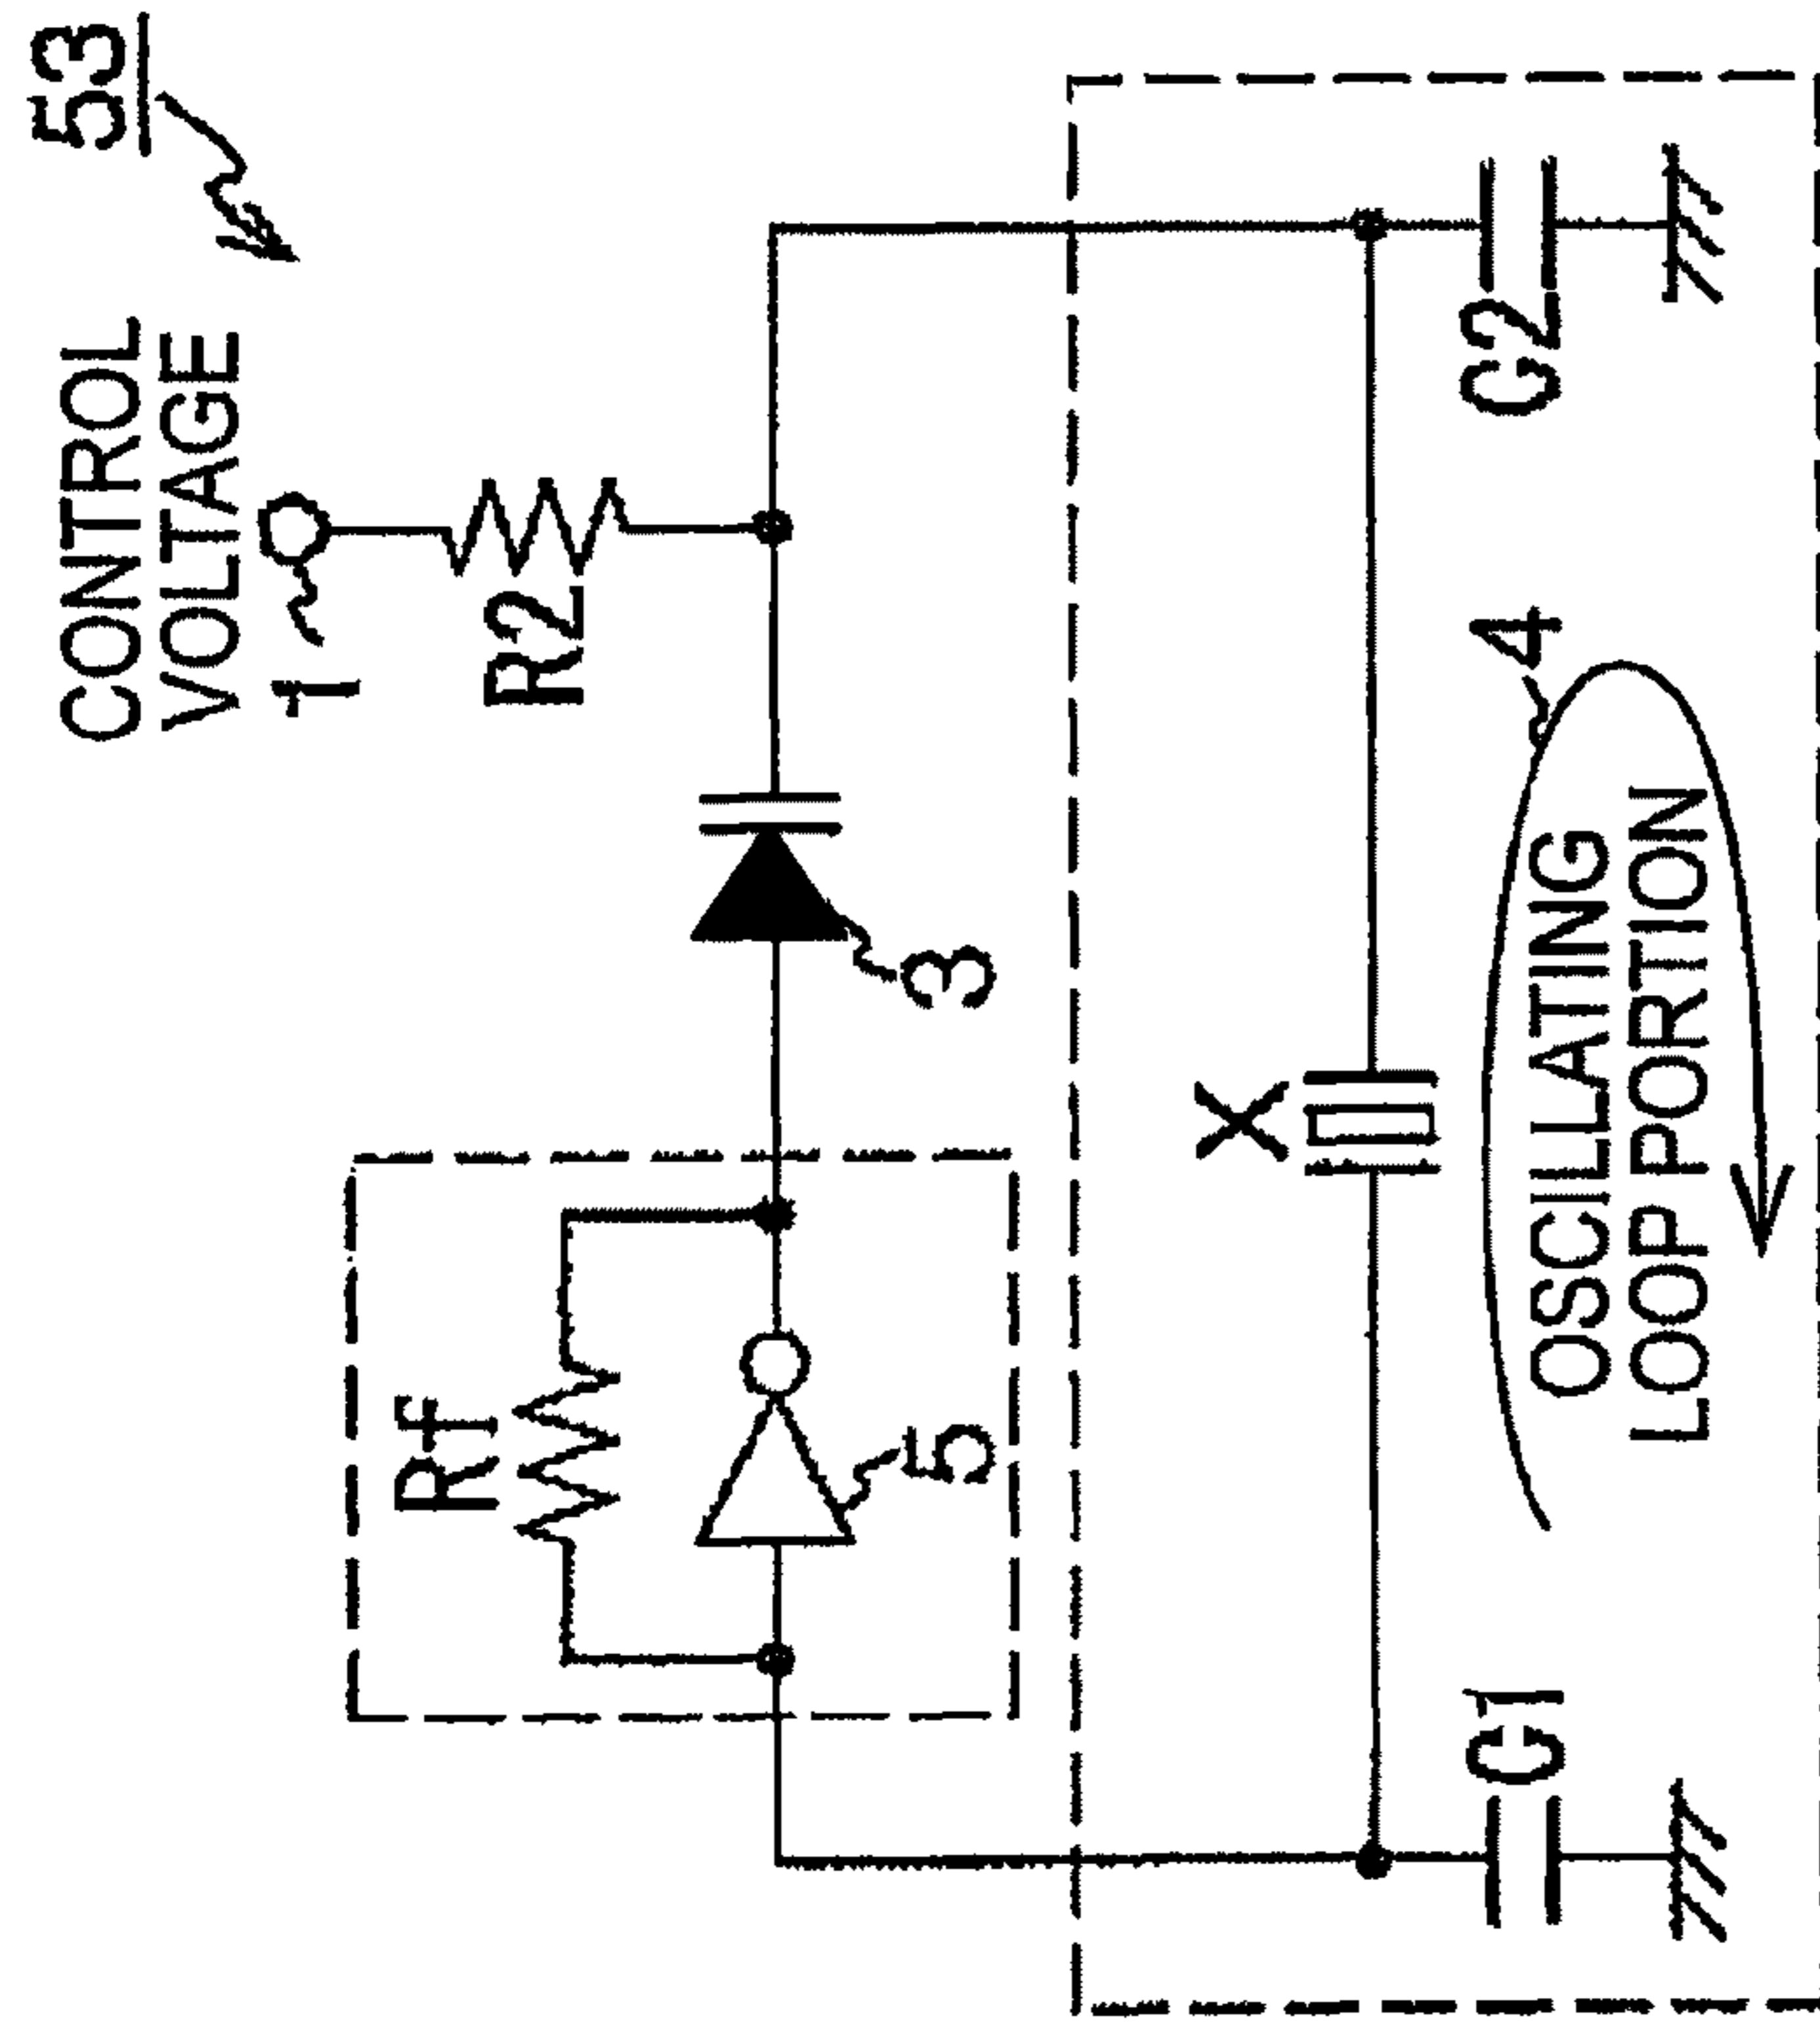 53
CONTROL
VOLTAGE
1
R2
3
Rf
5
X
4
OSCILLATING
LOOP PORTION
C1
C2